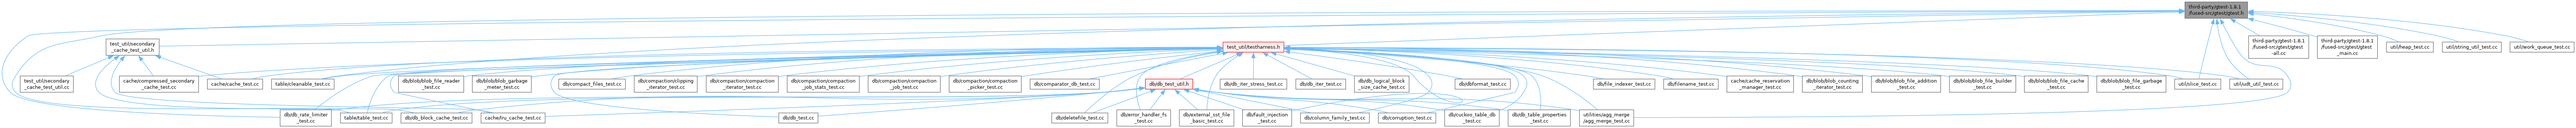 third-party/gtest-1.8.1
/fused-src/gtest/gtest.h
test_util/secondary
_cache_test_util.h
test_util/testharness.h
third-party/gtest-1.8.1
/fused-src/gtest/gtest
-all.cc
third-party/gtest-1.8.1
/fused-src/gtest/gtest
_main.cc
util/heap_test.cc
util/string_util_test.cc
util/work_queue_test.cc
test_util/secondary
_cache_test_util.cc
cache/compressed_secondary
_cache_test.cc
cache/cache_test.cc
table/cleanable_test.cc
db/blob/blob_file_reader
_test.cc
db/blob/blob_garbage
_meter_test.cc
db/compact_files_test.cc
db/compaction/clipping
_iterator_test.cc
db/compaction/compaction
_iterator_test.cc
db/compaction/compaction
_job_stats_test.cc
db/compaction/compaction
_job_test.cc
db/compaction/compaction
_picker_test.cc
db/comparator_db_test.cc
db/db_test_util.h
db/db_iter_stress_test.cc
db/db_iter_test.cc
db/db_logical_block
_size_cache_test.cc
db/dbformat_test.cc
db/file_indexer_test.cc
db/filename_test.cc
cache/cache_reservation
_manager_test.cc
db/blob/blob_counting
_iterator_test.cc
db/blob/blob_file_addition
_test.cc
db/blob/blob_file_builder
_test.cc
db/blob/blob_file_cache
_test.cc
db/blob/blob_file_garbage
_test.cc
util/slice_test.cc
util/udt_util_test.cc
db/db_rate_limiter
_test.cc
table/table_test.cc
db/db_block_cache_test.cc
cache/lru_cache_test.cc
db/db_test.cc
db/deletefile_test.cc
db/error_handler_fs
_test.cc
db/external_sst_file
_basic_test.cc
db/fault_injection
_test.cc
db/column_family_test.cc
db/corruption_test.cc
db/cuckoo_table_db
_test.cc
db/db_table_properties
_test.cc
utilities/agg_merge
/agg_merge_test.cc